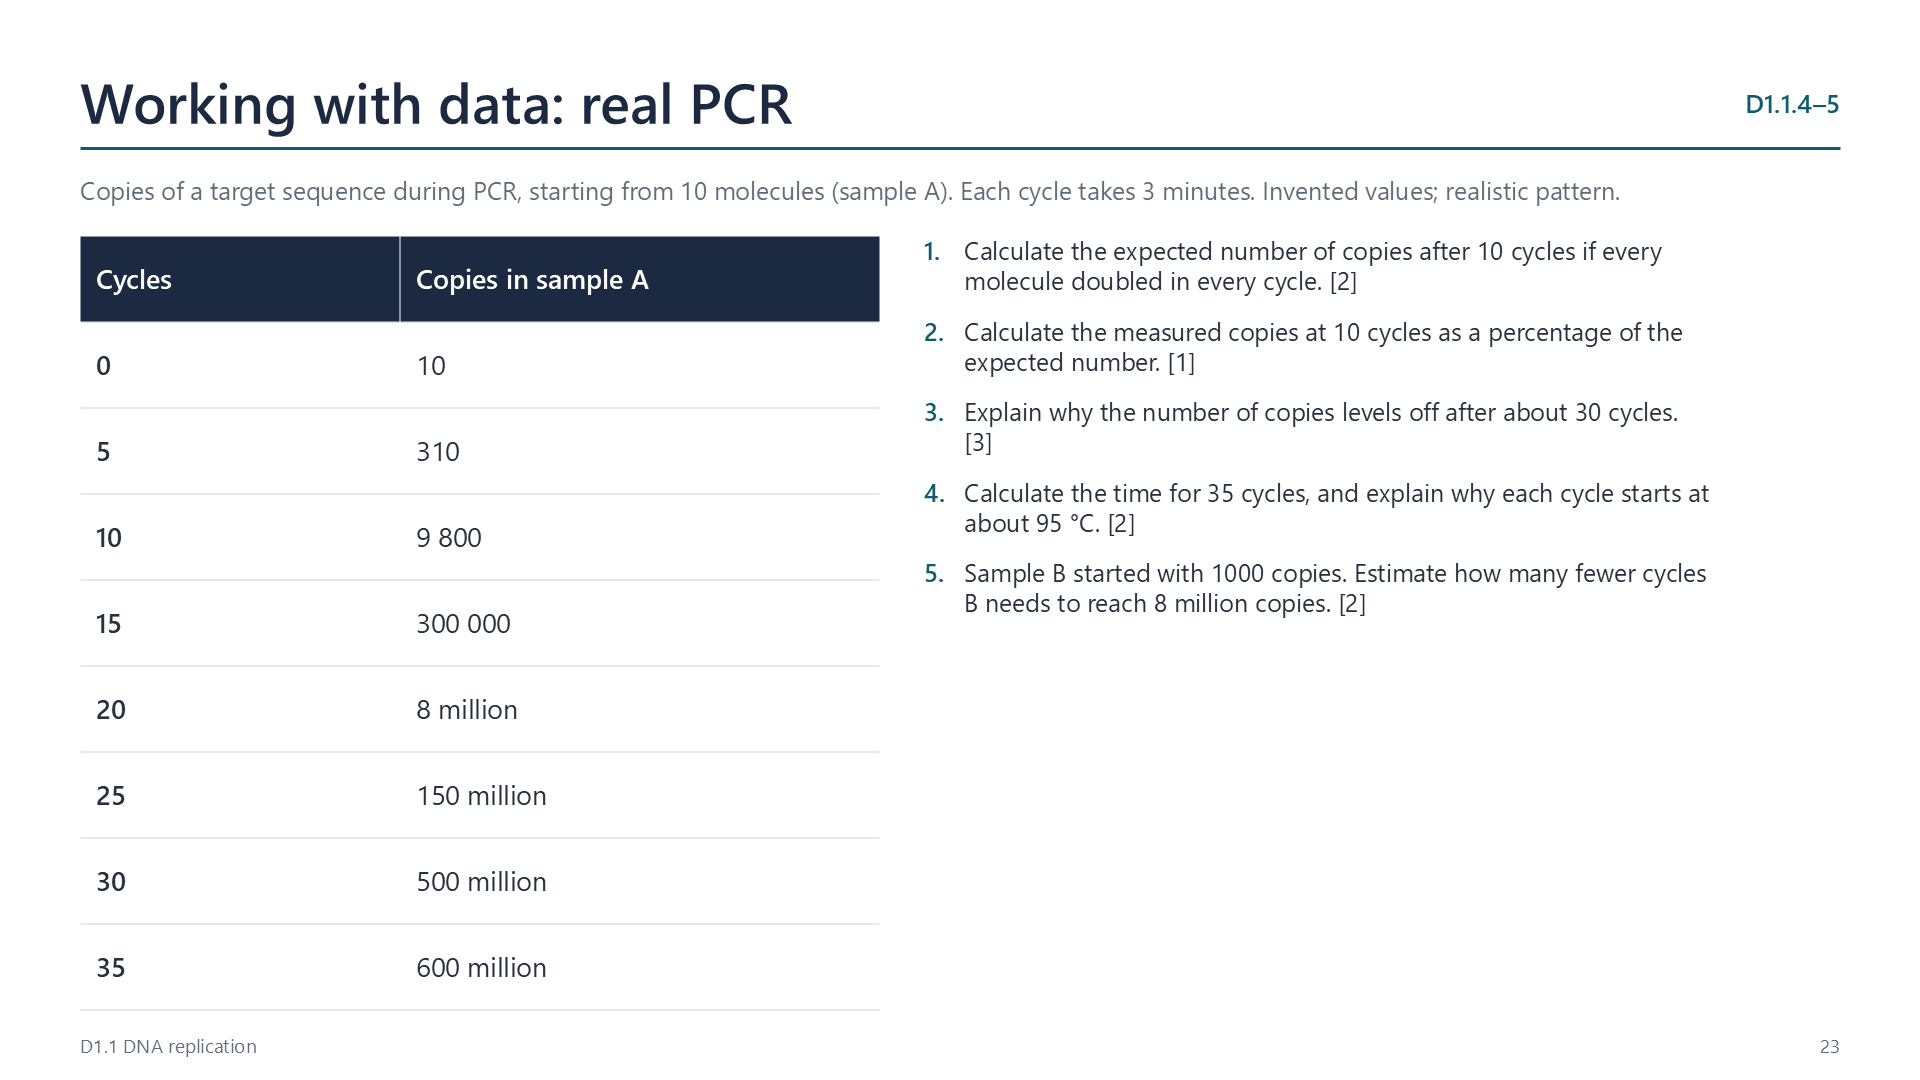 Working with data: real PCR
D1.1.4–5
Copies of a target sequence during PCR, starting from 10 molecules (sample A). Each cycle takes 3 minutes. Invented values; realistic pattern.
Cycles Copies in sample A
0 10
5 310
10 9 800
15 300 000
20 8 million
25 150 million
30 500 million
35 600 million
1. Calculate the expected number of copies after 10 cycles if every
molecule doubled in every cycle. [2]
2. Calculate the measured copies at 10 cycles as a percentage of the
expected number. [1]
3. Explain why the number of copies levels off after about 30 cycles.
[3]
4. Calculate the time for 35 cycles, and explain why each cycle starts at
about 95 °C. [2]
5. Sample B started with 1000 copies. Estimate how many fewer cycles
B needs to reach 8 million copies. [2]
D1.1 DNA replication
23